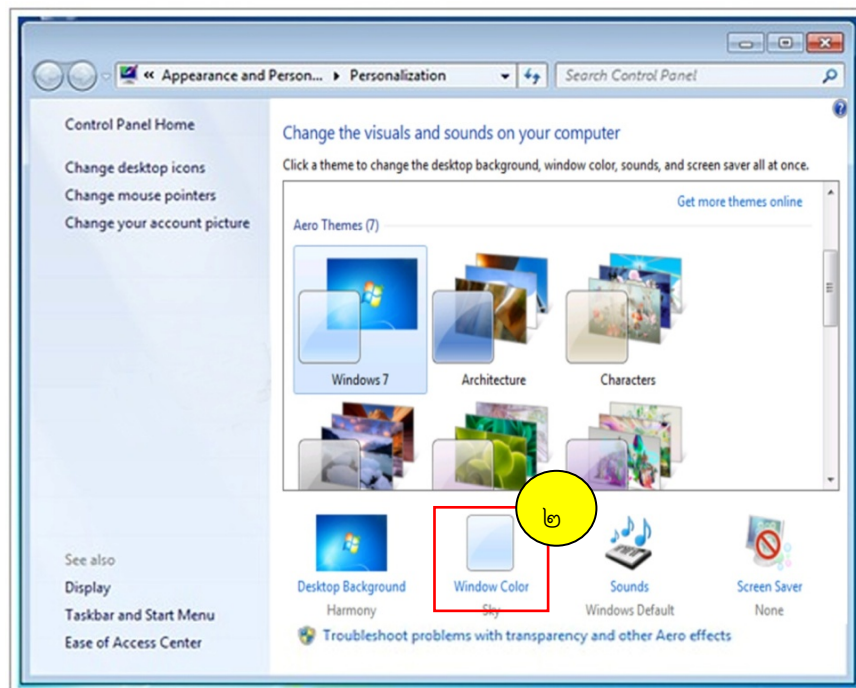 « Appearance and Person... ▸ Personalization
Search Control Panel
Control Panel Home
Change desktop icons
Change mouse pointers
Change your account picture
Change the visuals and sounds on your computer
Click a theme to change the desktop background, window color, sounds, and screen saver all at once.
Get more themes online
Aero Themes (7)
Windows 7
Architecture
Characters
๒
Desktop Background
Window Color
Sounds
Screen Saver
Harmony
Sky
Windows Default
None
See also
Display
Taskbar and Start Menu
Ease of Access Center
Troubleshoot problems with transparency and other Aero effects